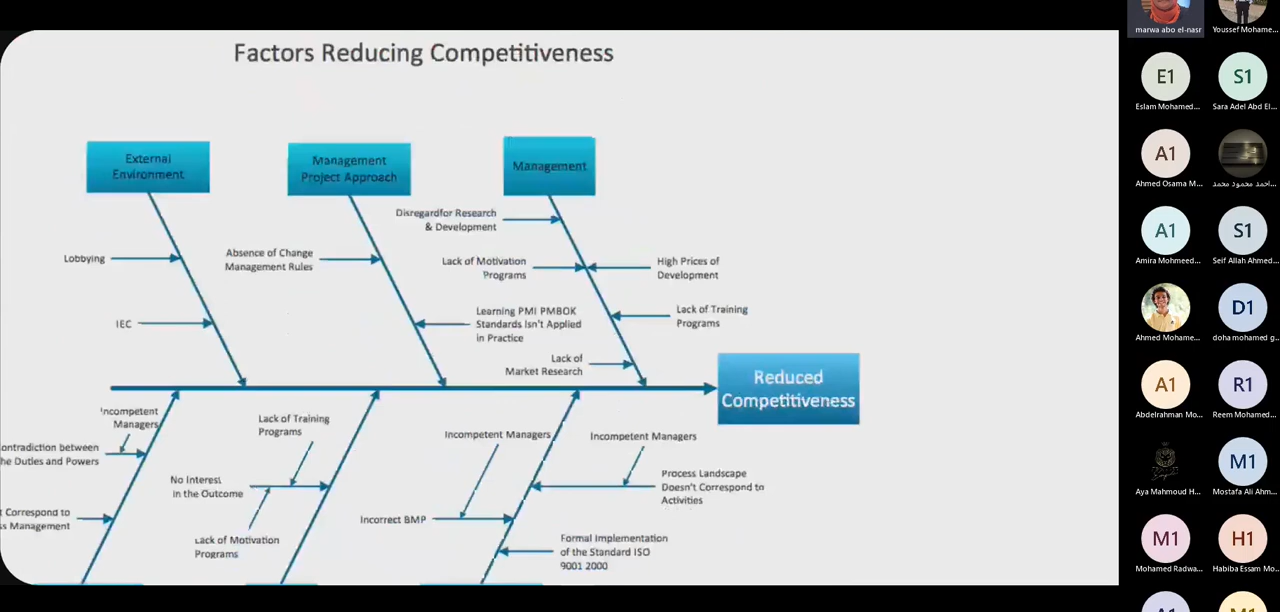 Factors Reducing Competitiveness
External
Environment
Management
Project Approach
Management
Disregardfor Research
& Development
Lobbying
Absence of Change
Management Rules
Lack of Motivation
Programs
High Prices of
Development
IEC
Learning PMI PMBOK
Standards Isn't Applied
in Practice
Lack of Training
Programs
Lack of
Market Research
Reduced
Competitiveness
Incompetent
Managers
ontradition between
he Duties and Powers
t Correspond to
ss Management
Lack of Training
Programs
No Interest
in the Outcome
Lack of Motivation
Programs
Incompetent Managers
Incorrect BMP
Incompetent Managers
Process Landscape
Doesn't Correspond to
Activities
Formal Implementation
of the Standard ISO
9001 2000
marwa abo el-nasr
Youssef Mohame...
E1
Eslam Mohamed...
S1
Sara Adel Abd El...
A1
Ahmed Osama M...
احمد محمود محمد...
A1
Amira Mohmeed...
S1
Seif Allah Ahmed...
Ahmed Mohame...
D1
doha mohamed g...
A1
Abdelrahman Mo...
R1
Reem Mohamed...
Aya Mahmoud H...
M1
Mostafa Ali Ahm...
M1
Mohamed Radwa...
H1
Habiba Essam Mo...